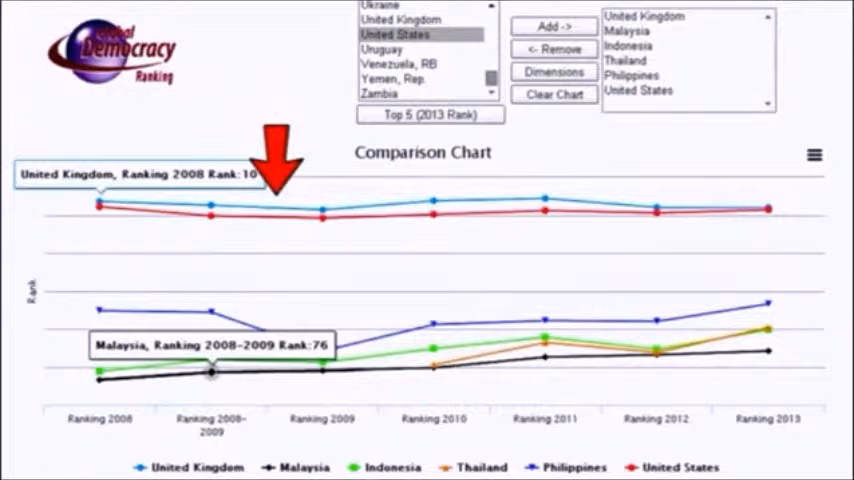 Global
Democracy
Ranking
Ukraine
United Kingdom
United States
Uruguay
Venezuela, RB
Yemen, Rep.
Zambia
Top 5 (2013 Rank)
Add ->
<- Remove
Dimensions
Clear Chart
United Kingdom
Malaysia
Indonesia
Thailand
Philippines
United States
Comparison Chart
United Kingdom, Ranking 2008 Rank:10
Rank
Malaysia, Ranking 2008-2009 Rank:76
Ranking 2008
Ranking 2008-
2009
Ranking 2009
Ranking 2010
Ranking 2011
Ranking 2012
Ranking 2013
United Kingdom Malaysia Indonesia Thailand Philippines United States